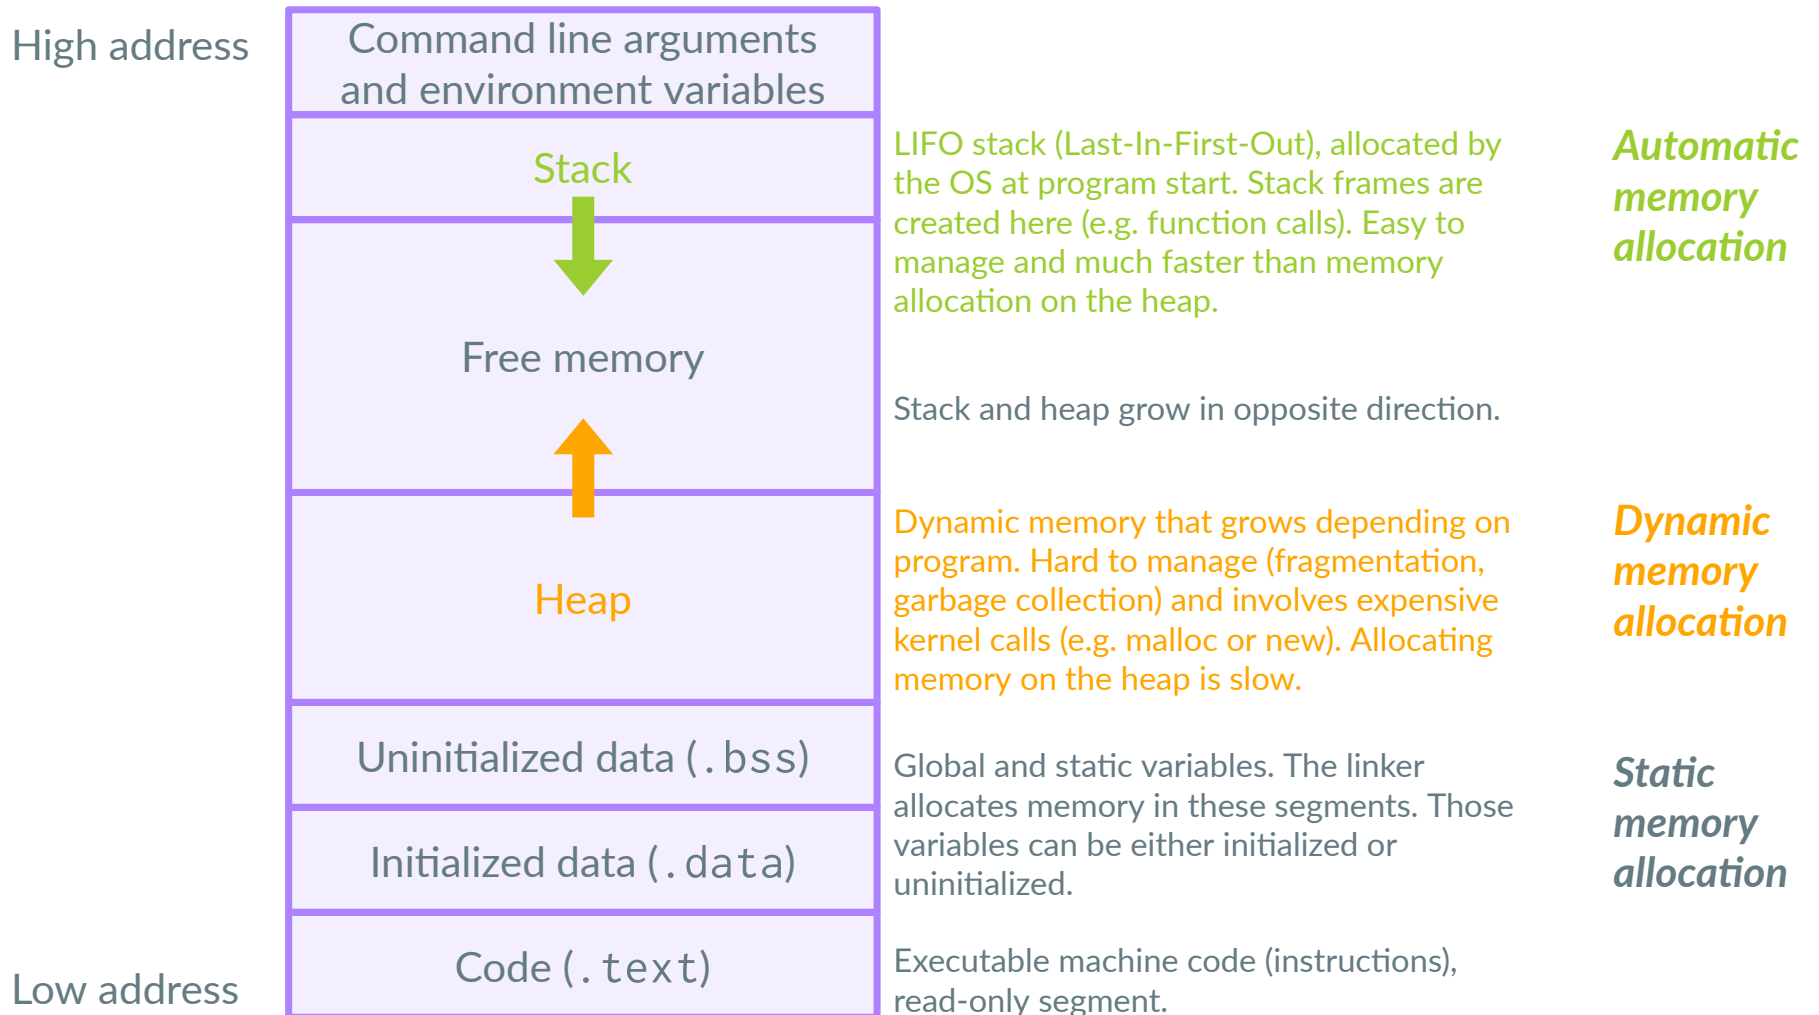 High address
Command line arguments
and environment variables
Stack
LIFO stack (Last-In-First-Out), allocated by
the OS at program start. Stack frames are
created here (e.g. function calls). Easy to
manage and much faster than memory
allocation on the heap.
Automatic
memory
allocation
Free memory
Stack and heap grow in opposite direction.
Heap
Dynamic memory that grows depending on
program. Hard to manage (fragmentation,
garbage collection) and involves expensive
kernel calls (e.g. malloc or new). Allocating
memory on the heap is slow.
Dynamic
memory
allocation
Uninitialized data (.bss)
Initialized data (.data)
Global and static variables. The linker
allocates memory in these segments. Those
variables can be either initialized or
uninitialized.
Static
memory
allocation
Low address
Code (.text)
Executable machine code (instructions),
read-only segment.